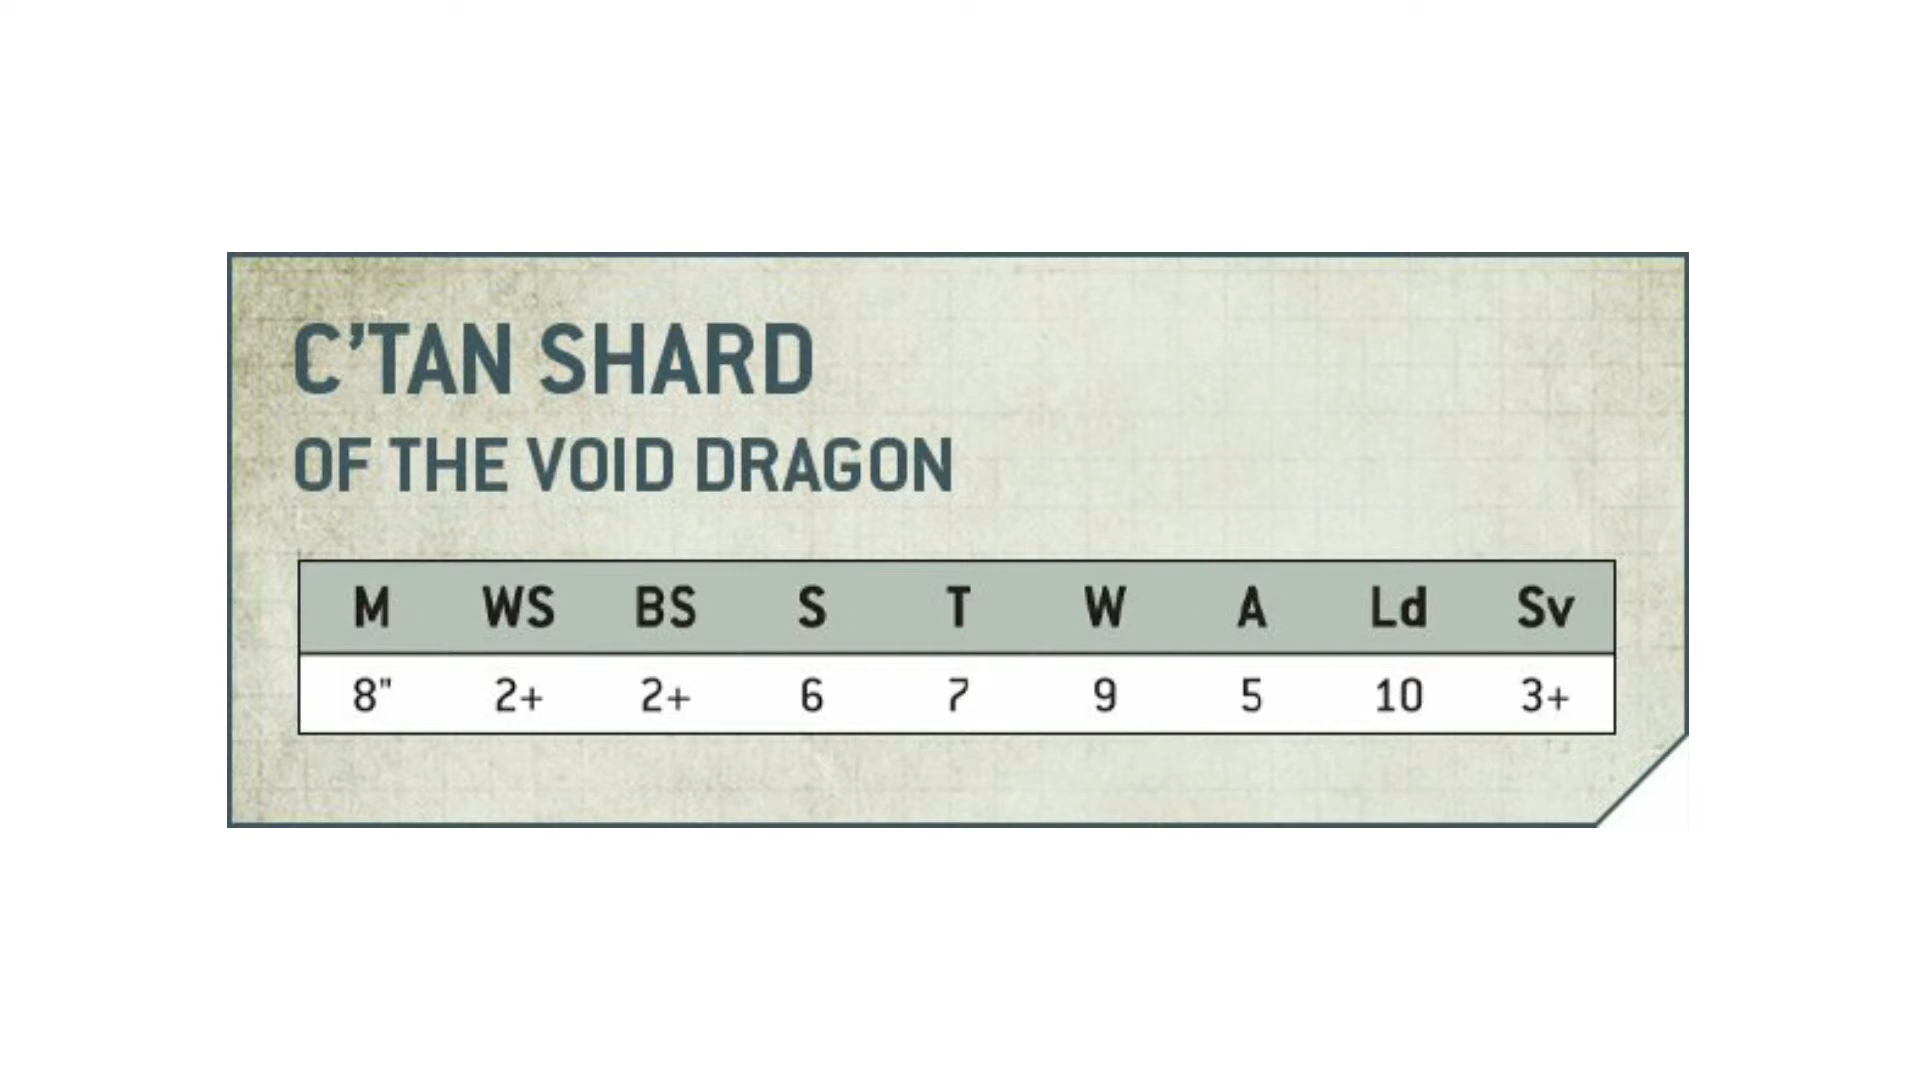 C’TAN SHARD
OF THE VOID DRAGON
M WS BS S T W A Ld Sv
8" 2+ 2+ 6 7 9 5 10 3+